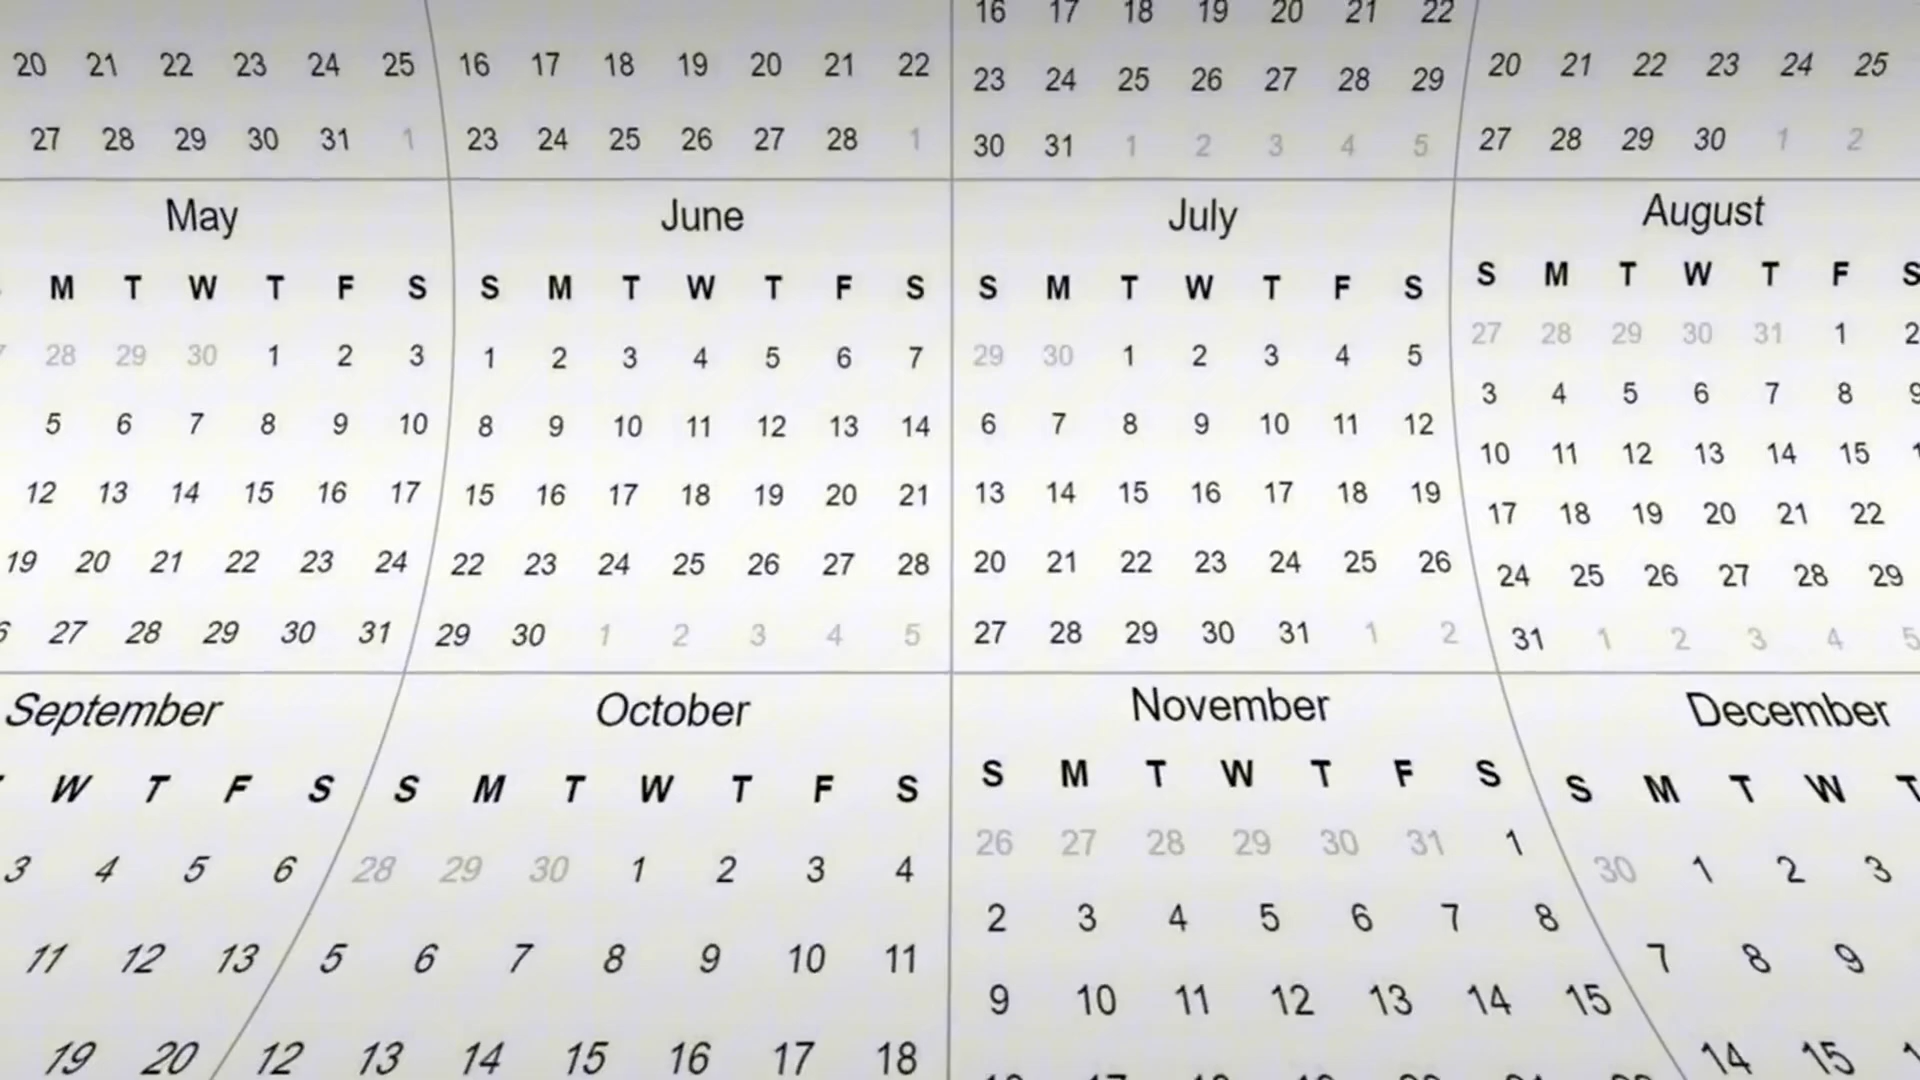 20 21 22 23 24 25
27 28 29 30 31 1
16 17 18 19 20 21 22
23 24 25 26 27 28 1
16 17 18 19 20 21 22
23 24 25 26 27 28 29
30 31 1 2 3 4 5
20 21 22 23 24 25
27 28 29 30 1 2
May
M T W T F S
28 29 30 1 2 3
5 6 7 8 9 10
12 13 14 15 16 17
19 20 21 22 23 24
27 28 29 30 31
June
S M T W T F S
1 2 3 4 5 6 7
8 9 10 11 12 13 14
15 16 17 18 19 20 21
22 23 24 25 26 27 28
29 30 1 2 3 4 5
July
S M T W T F S
29 30 1 2 3 4 5
6 7 8 9 10 11 12
13 14 15 16 17 18 19
20 21 22 23 24 25 26
27 28 29 30 31 1 2
August
S M T W T F S
27 28 29 30 31 1 2
3 4 5 6 7 8 9
10 11 12 13 14 15
17 18 19 20 21 22
24 25 26 27 28 29
31 1 2 3 4 5
September
W T F S
3 4 5 6
11 12 13
19 20
October
S M T W T F S
28 29 30 1 2 3 4
5 6 7 8 9 10 11
12 13 14 15 16 17 18
November
S M T W T F S
26 27 28 29 30 31 1
2 3 4 5 6 7 8
9 10 11 12 13 14 15
December
S M T W T
30 1 2 3
7 8 9
14 15